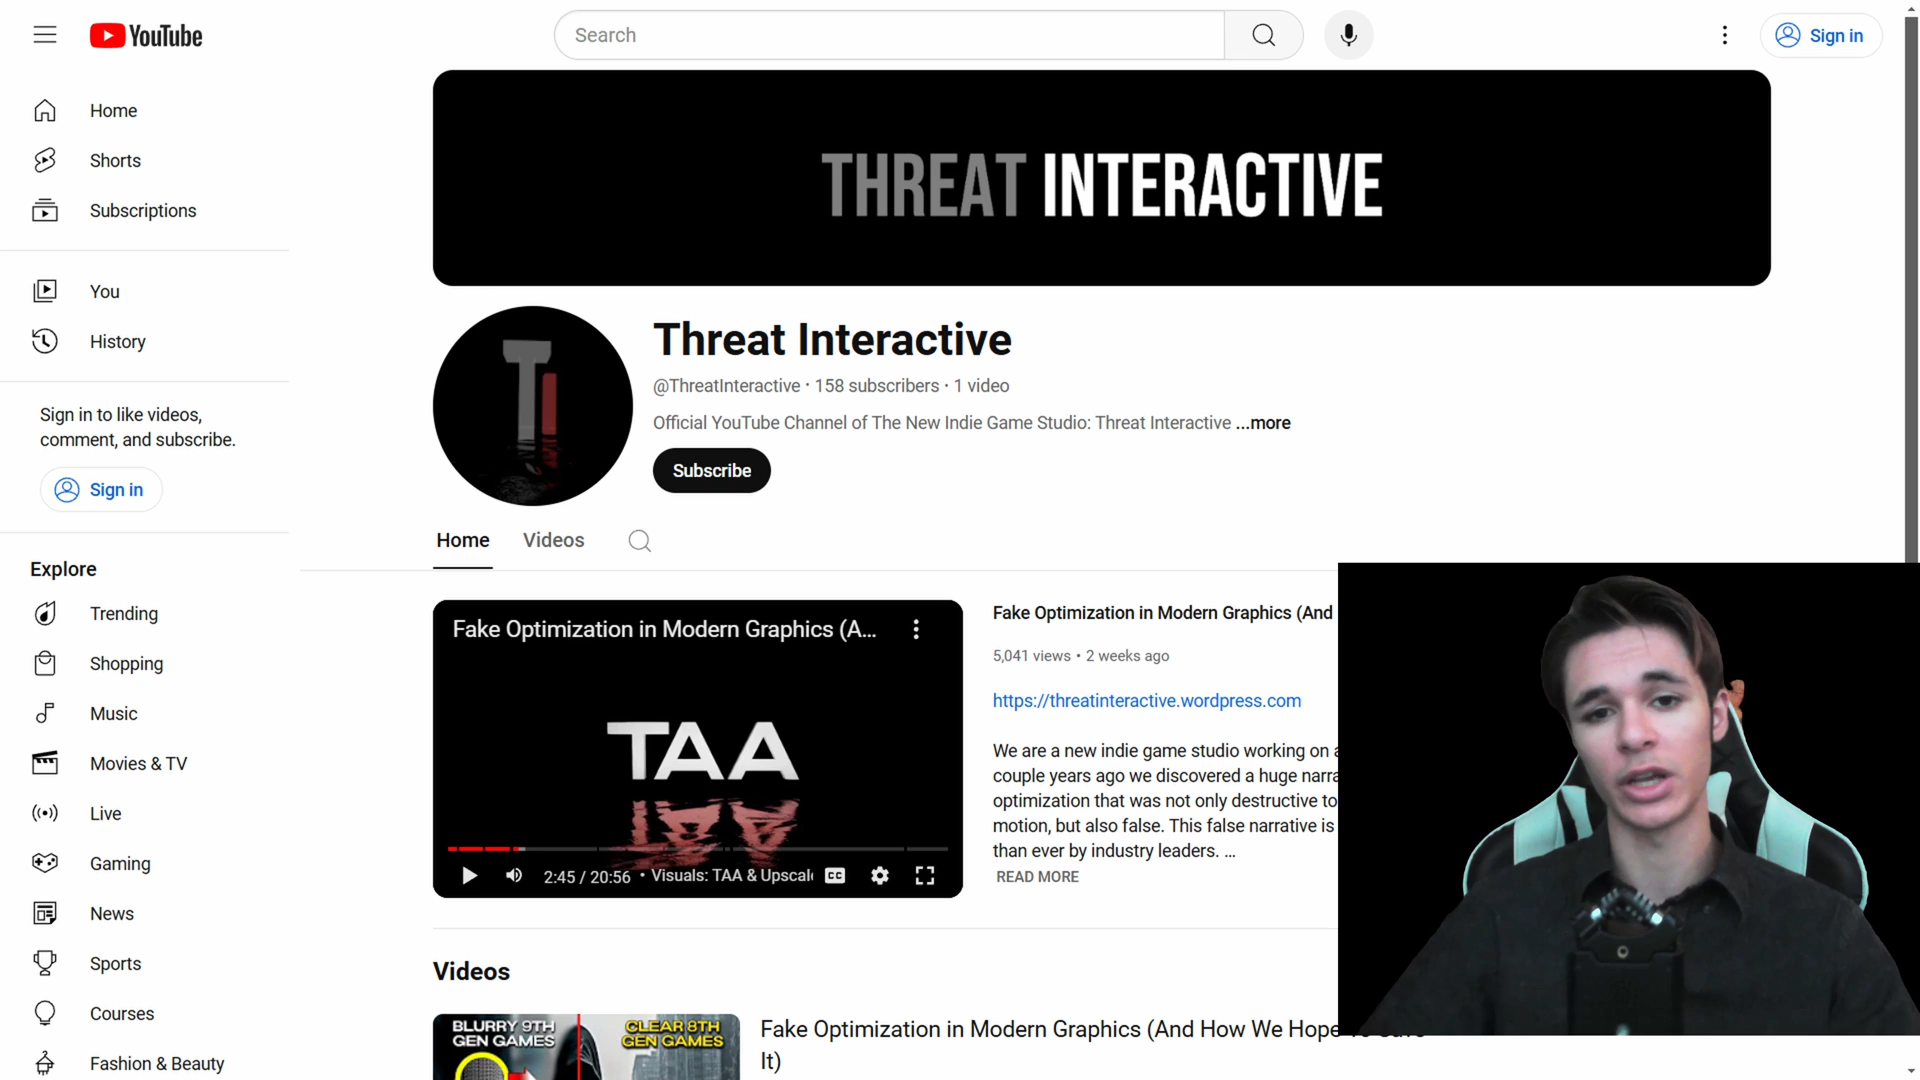 YouTube
Search
Sign in
Home
Shorts
Subscriptions
You
History
Sign in to like videos,
comment, and subscribe.
Sign in
Explore
Trending
Shopping
Music
Movies & TV
Live
Gaming
News
Sports
Courses
Fashion & Beauty
THREAT INTERACTIVE
TI
Threat Interactive
@ThreatInteractive · 158 subscribers · 1 video
Official YouTube Channel of The New Indie Game Studio: Threat Interactive ...more
Subscribe
Home
Videos
Fake Optimization in Modern Graphics (A...
TAA
2:45 / 20:56 • Visuals: TAA & Upscal
CC
Fake Optimization in Modern Graphics (And
5,041 views • 2 weeks ago
https://threatinteractive.wordpress.com
We are a new indie game studio working on
couple years ago we discovered a huge
optimization that was not only destructive to
motion, but also false. This false narrative is
than ever by industry leaders. ...
READ MORE
Videos
BLURRY 9TH
GEN GAMES
CLEAR 8TH
GEN GAMES
Fake Optimization in Modern Graphics (And How We Hope
It)